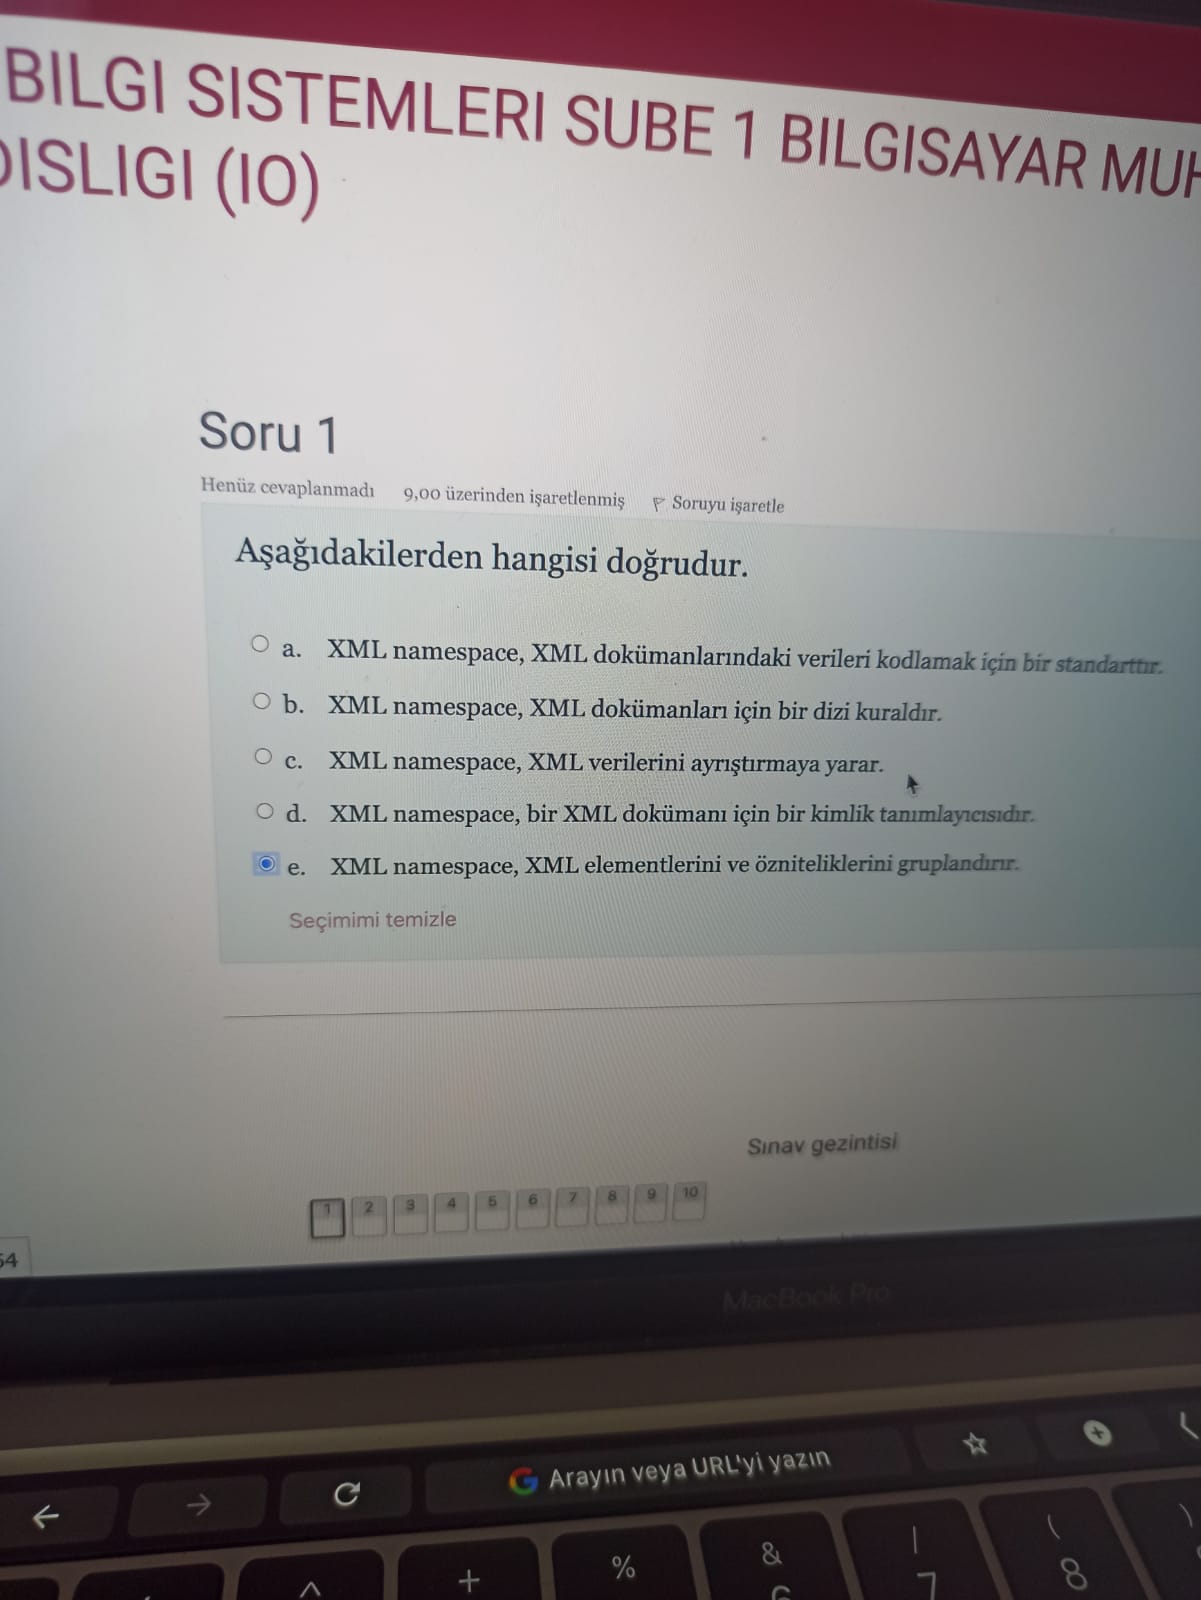 BILGI SISTEMLERI SUBE 1 BILGISAYAR MUH
DISLIGI (IO)
Soru 1
Henüz cevaplanmadı 9,00 üzerinden işaretlenmiş Soruyu işaretle
Aşağıdakilerden hangisi doğrudur.
a. XML namespace, XML dokümanlarındaki verileri kodlamak için bir standarttır.
b. XML namespace, XML dokümanları için bir dizi kuraldır.
c. XML namespace, XML verilerini ayrıştırmaya yarar.
d. XML namespace, bir XML dokümanı için bir kimlik tanımlayıcısıdır.
e. XML namespace, XML elementlerini ve özniteliklerini gruplandırır.
Seçimimi temizle
Sınav gezintisi
1 2 3 4 5 6 7 8 9 10
54
MacBook Pro
G Arayın veya URL'yi yazın
^ + % & / (
6 7 8